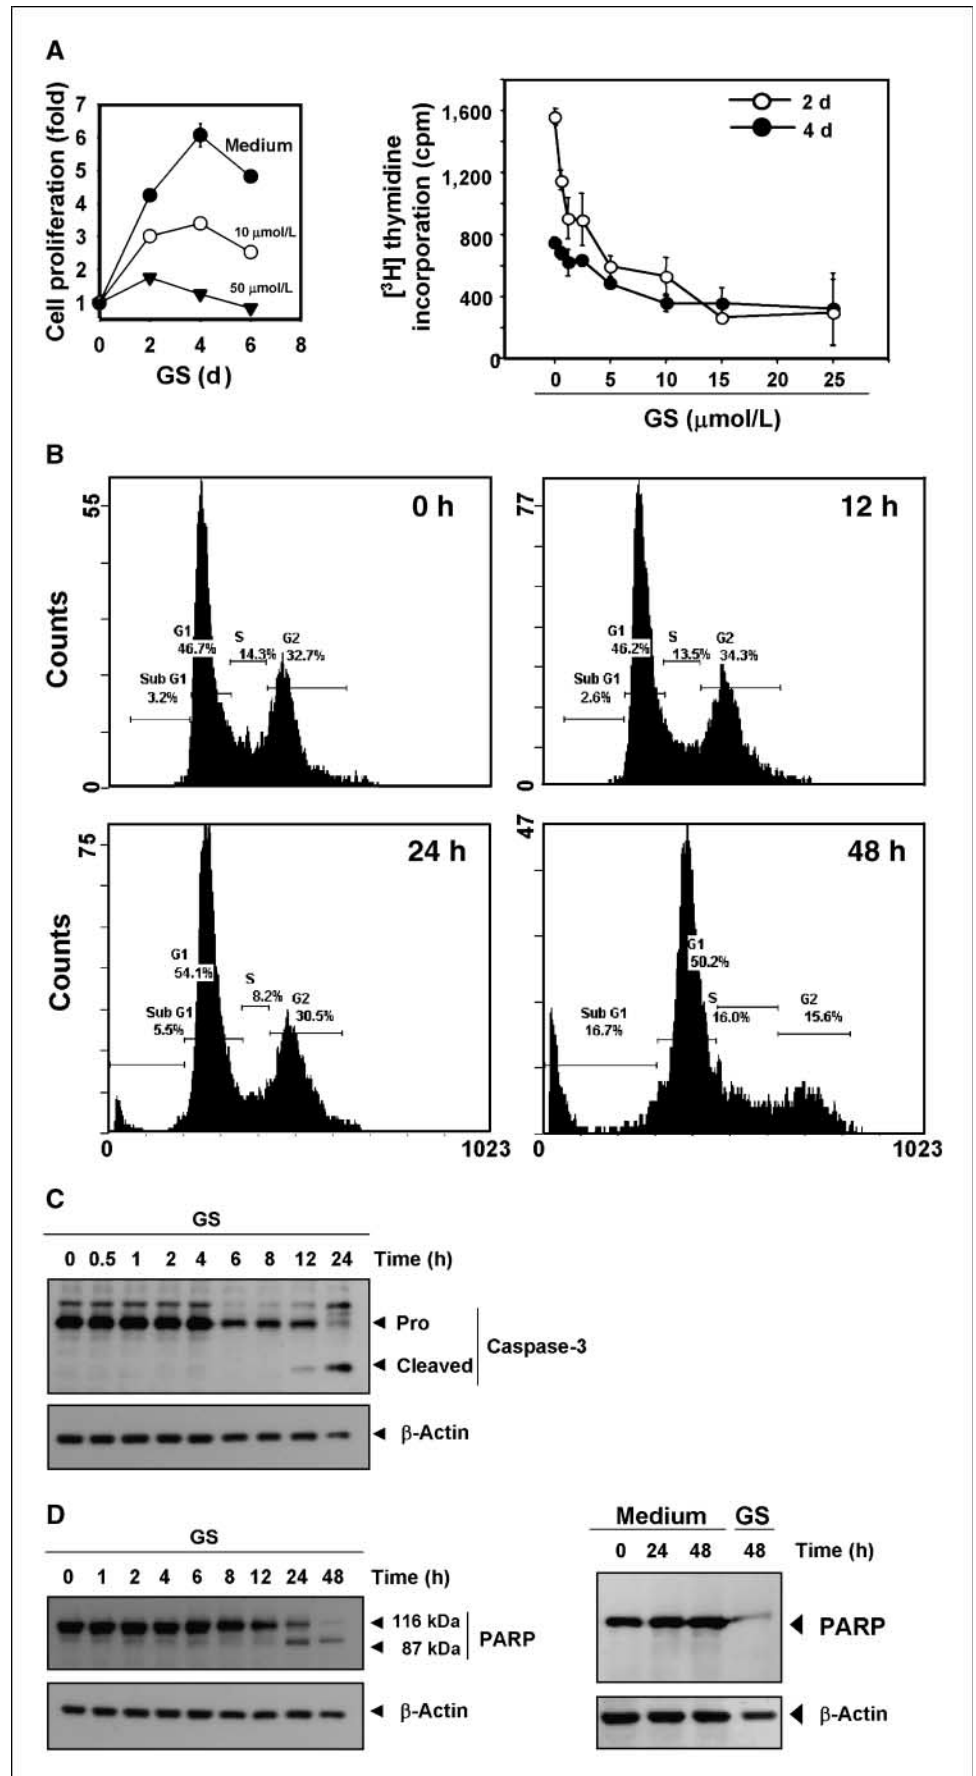 A
Cell proliferation (fold)
7
6
5
4
3
2
1
Medium
10 μmol/L
50 μmol/L
0 2 4 6 8
GS (d)
[³H] thymidine
incorporation (cpm)
1,600
1,200
800
400
0
2 d
4 d
0 5 10 15 20 25
GS (μmol/L)
B
Counts
55
0
0 h
G1
46.7%
S
14.3%
G2
32.7%
Sub G1
3.2%
77
0
12 h
G1
46.2%
S
13.5%
G2
34.3%
Sub G1
2.6%
Counts
75
24 h
G1
54.1%
S
8.2%
G2
30.5%
Sub G1
5.5%
0 1023
47
48 h
G1
50.2%
S
16.0%
G2
15.6%
Sub G1
16.7%
0 1023
C
GS
0 0.5 1 2 4 6 8 12 24 Time (h)
Pro
Cleaved
Caspase-3
β-Actin
D
GS
0 1 2 4 6 8 12 24 48 Time (h)
116 kDa
87 kDa
PARP
β-Actin
Medium GS
0 24 48 48 Time (h)
PARP
β-Actin